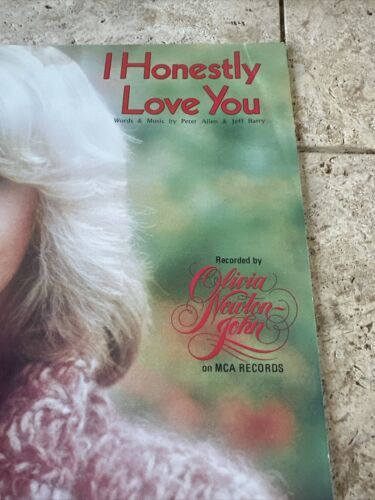 I Honestly
Love You
Words & Music by Peter Allen & Jeff Barry
Recorded by
Olivia
Newton-
John
on MCA RECORDS